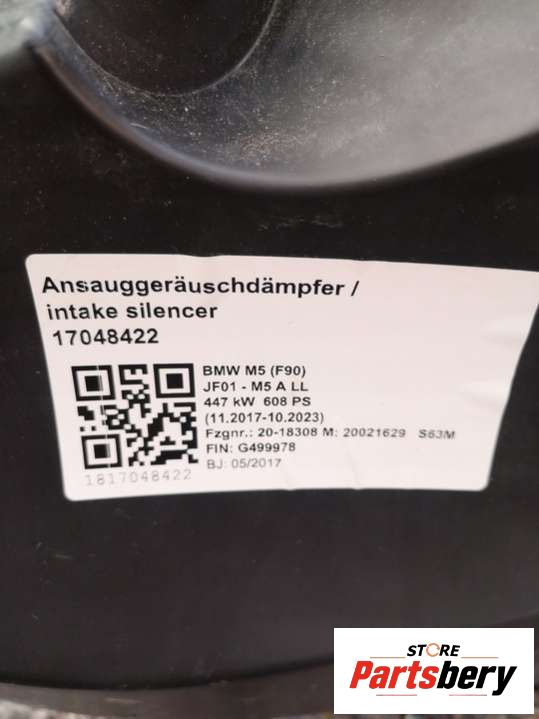 Ansauggeräuschdämpfer /
intake silencer
17048422
BMW M5 (F90)
JF01 - M5 A LL
447 kW 608 PS
(11.2017-10.2023)
Fzgnr.: 20-18308 M: 20021629 S63M
FIN: G499978
BJ: 05/2017
1817048422
STORE
Partsbery